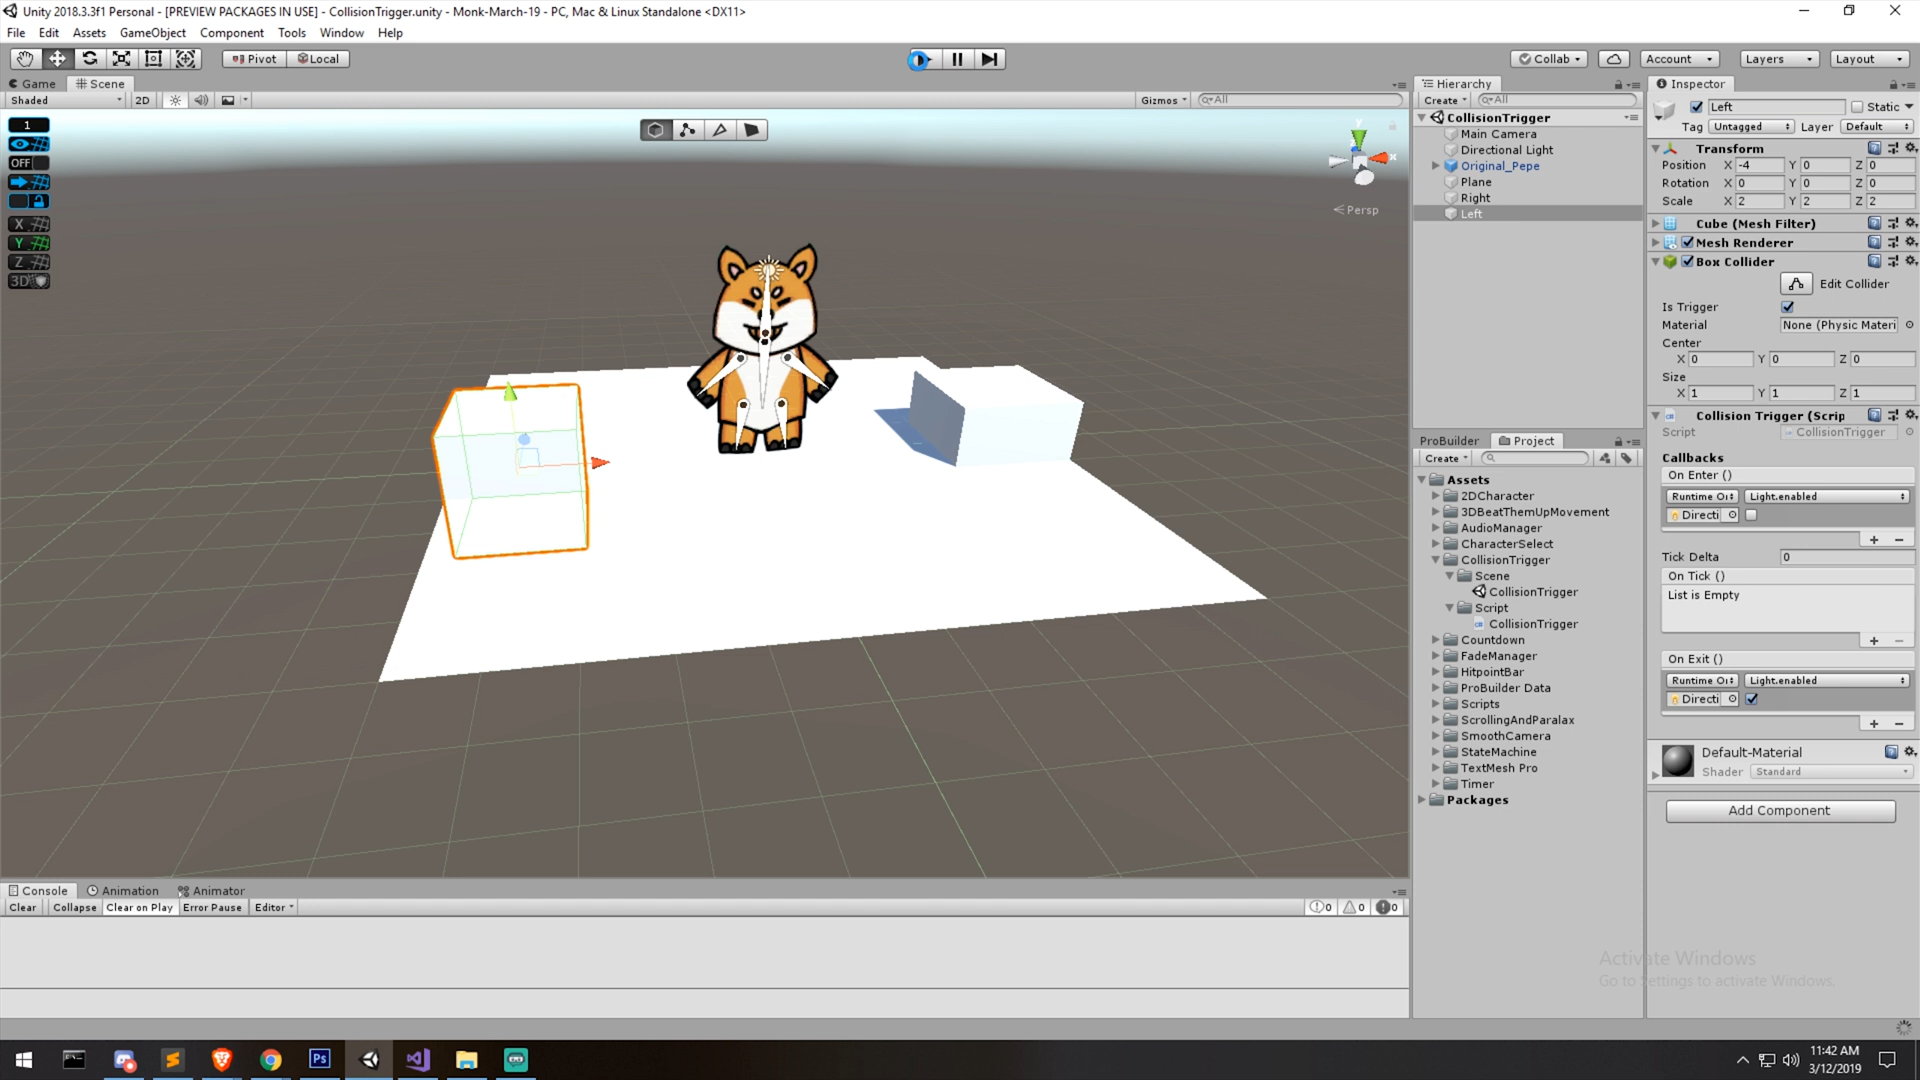 Unity 2018.3.3f1 Personal - [PREVIEW PACKAGES IN USE] - CollisionTrigger.unity - Monk-March-19 - PC, Mac & Linux Standalone <DX11>
File Edit Assets GameObject Component Tools Window Help
Pivot Local
Collab Account Layers Layout
Game Scene
Shaded 2D Gizmos All
1
OFF
X
Y
Z
3D
y
x
Persp
Hierarchy
Create All
CollisionTrigger
Main Camera
Directional Light
Original_Pepe
Plane
Right
Left
ProBuilder Project
Create
Assets
2DCharacter
3DBeatThemUpMovement
AudioManager
CharacterSelect
CollisionTrigger
Scene
CollisionTrigger
Script
CollisionTrigger
Countdown
FadeManager
HitpointBar
ProBuilder Data
Scripts
ScrollingAndParalax
SmoothCamera
StateMachine
TextMesh Pro
Timer
Packages
Inspector
Left Static
Tag Untagged Layer Default
Transform
Position X -4 Y 0 Z 0
Rotation X 0 Y 0 Z 0
Scale X 2 Y 2 Z 2
Cube (Mesh Filter)
Mesh Renderer
Box Collider
Edit Collider
Is Trigger
Material None (Physic Materi
Center
X 0 Y 0 Z 0
Size
X 1 Y 1 Z 1
Collision Trigger (Scrip
Script CollisionTrigger
Callbacks
On Enter ()
Runtime Or Light.enabled
Directi
+ -
Tick Delta 0
On Tick ()
List is Empty
+ -
On Exit ()
Runtime Or Light.enabled
Directi
+ -
Default-Material
Shader Standard
Add Component
Console Animation Animator
Clear Collapse Clear on Play Error Pause Editor 0 0 0
Activate Windows
Go to Settings to activate Windows.
Ps
11:42 AM
3/12/2019